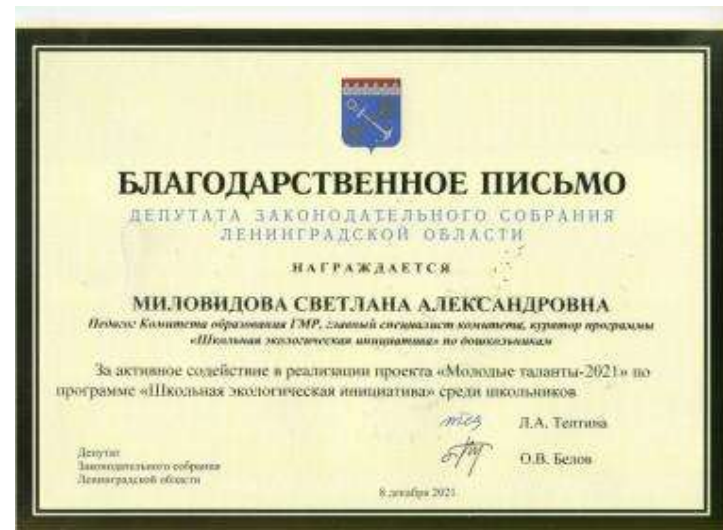 БЛАГОДАРСТВЕННОЕ ПИСЬМО
ДЕПУТАТА ЗАКОНОДАТЕЛЬНОГО СОБРАНИЯ
ЛЕНИНГРАДСКОЙ ОБЛАСТИ
НАГРАЖДАЕТСЯ
МИЛОВИДОВА СВЕТЛАНА АЛЕКСАНДРОВНА
Педагог Комитета образования ГМР, главный специалист комитета, куратор программы
«Школьная экологическая инициатива» по дошкольникам
За активное содействие в реализации проекта «Молодые таланты-2021» по
программе «Школьная экологическая инициатива» среди школьников
Л.А. Тептина
Депутат
Законодательного собрания
Ленинградской области
О.В. Белов
8 декабря 2021